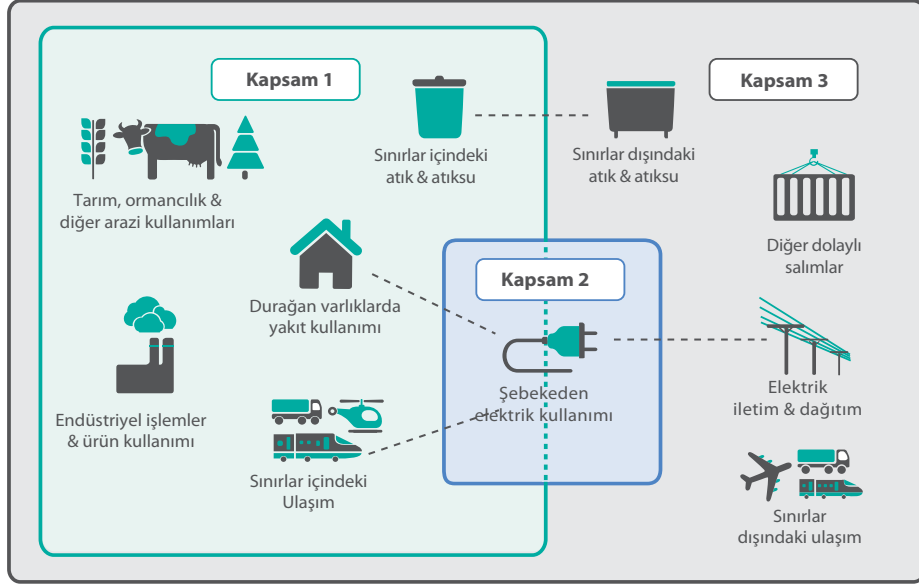 Kapsam 1
Kapsam 3
Sınırlar içindeki
atık & atıksu
Sınırlar dışındaki
atık & atıksu
Tarım, ormancılık &
diğer arazi kullanımları
Diğer dolaylı
salımlar
Kapsam 2
Durağan varlıklarda
yakıt kullanımı
Şebekeden
elektrik kullanımı
Elektrik
iletim & dağıtım
Endüstriyel işlemler
& ürün kullanımı
Sınırlar içindeki
Ulaşım
Sınırlar
dışındaki ulaşım